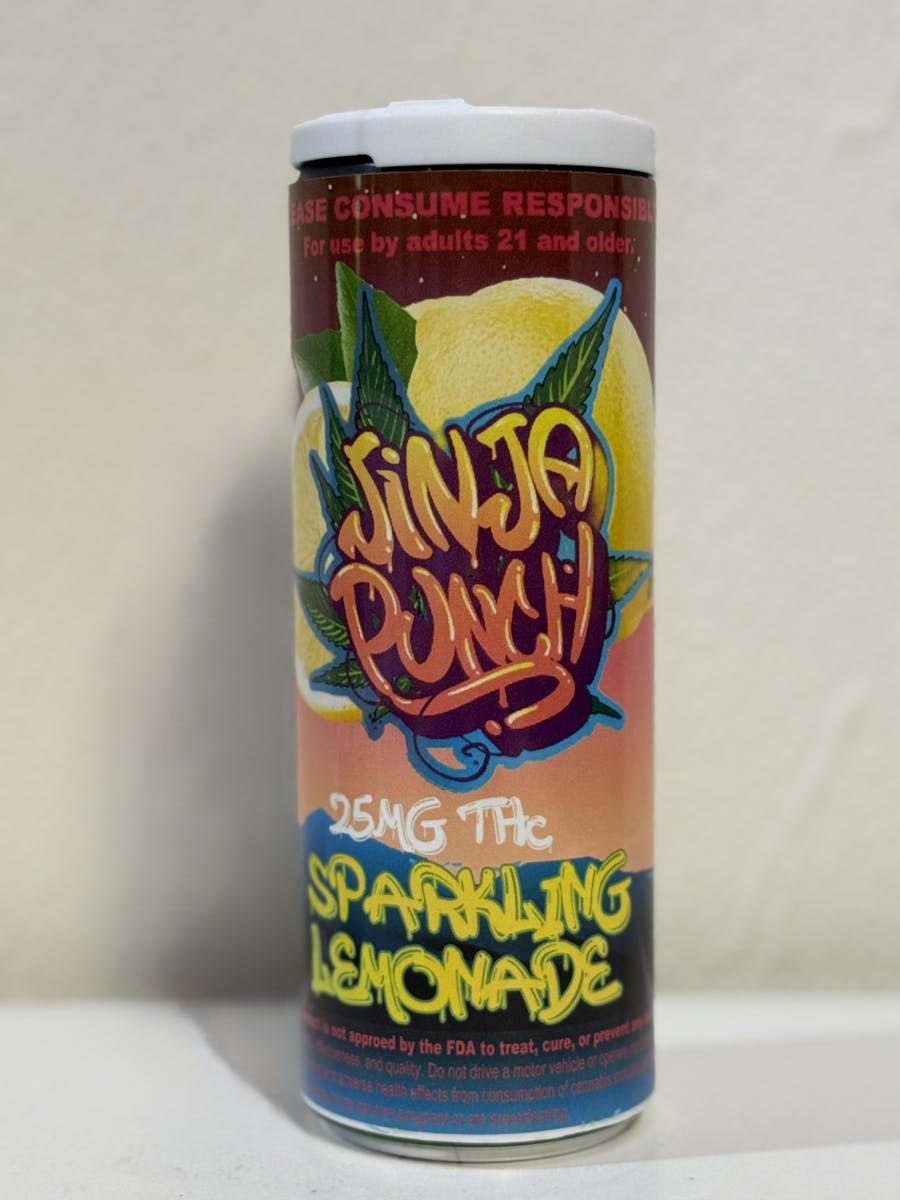 EASE CONSUME RESPONSIBL
For use by adults 21 and older.
JINJA
PUNCH
25MG THC
SPARKLING
LEMONADE
is not approed by the FDA to treat, cure, or prevent any
and quality. Do not drive a motor vehicle or operate
adverse health effects from consumption of cannabis
pregnant or are breastfeeding.